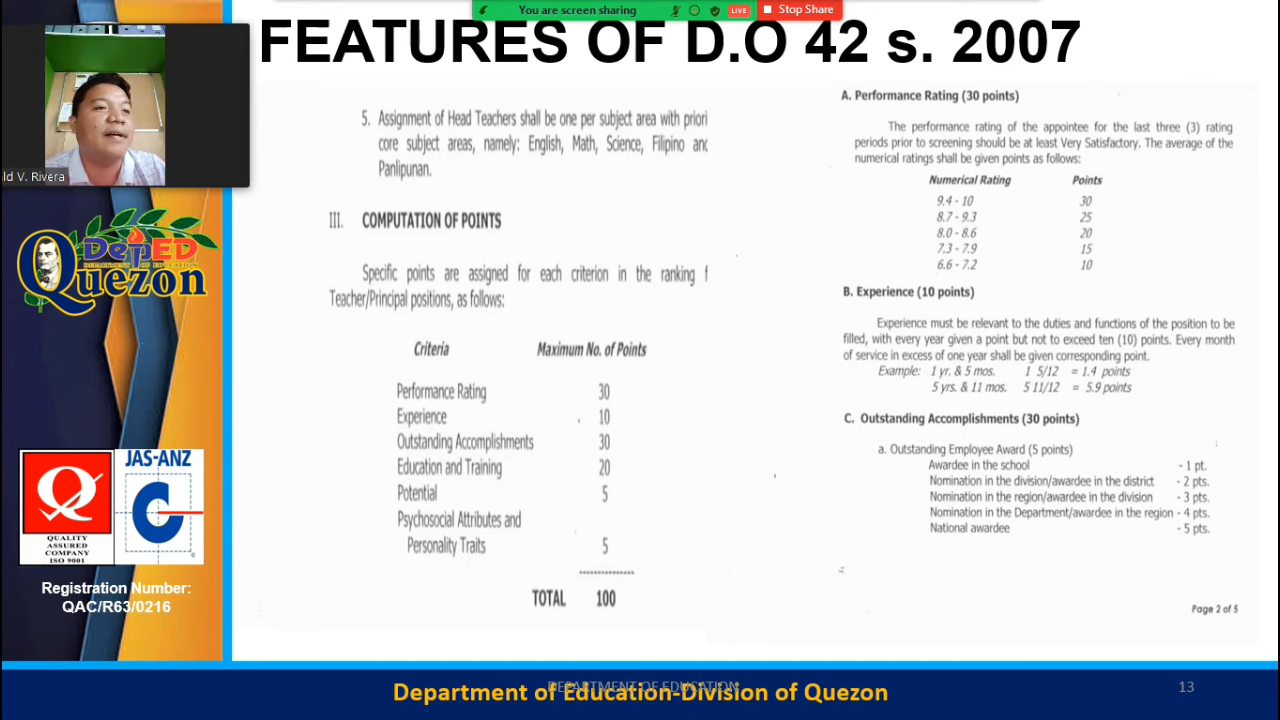 You are screen sharing
LIVE
Stop Share
FEATURES OF D.O 42 s. 2007
ld V. Rivera
DepED
DEPARTMENT OF EDUCATION
Quezon
QUALITY
ASSURED
COMPANY
ISO 9001
JAS-ANZ
Registration Number:
QAC/R63/0216
5. Assignment of Head Teachers shall be one per subject area with priori
core subject areas, namely: English, Math, Science, Filipino and
Panlipunan.
III. COMPUTATION OF POINTS
Specific points are assigned for each criterion in the ranking f
Teacher/Principal positions, as follows:
Criteria Maximum No. of Points
Performance Rating 30
Experience 10
Outstanding Accomplishments 30
Education and Training 20
Potential 5
Psychosocial Attributes and
Personality Traits 5
TOTAL 100
A. Performance Rating (30 points)
The performance rating of the appointee for the last three (3) rating
periods prior to screening should be at least Very Satisfactory. The average of the
numerical ratings shall be given points as follows:
Numerical Rating Points
9.4 - 10 30
8.7 - 9.3 25
8.0 - 8.6 20
7.3 - 7.9 15
6.6 - 7.2 10
B. Experience (10 points)
Experience must be relevant to the duties and functions of the position to be
filled, with every year given a point but not to exceed ten (10) points. Every month
of service in excess of one year shall be given corresponding point.
Example: 1 yr. & 5 mos. 1 5/12 = 1.4 points
5 yrs. & 11 mos. 5 11/12 = 5.9 points
C. Outstanding Accomplishments (30 points)
a. Outstanding Employee Award (5 points)
Awardee in the school - 1 pt.
Nomination in the division/awardee in the district - 2 pts.
Nomination in the region/awardee in the division - 3 pts.
Nomination in the Department/awardee in the region - 4 pts.
National awardee - 5 pts.
Page 2 of 5
DEPARTMENT OF EDUCATION
Department of Education-Division of Quezon
13